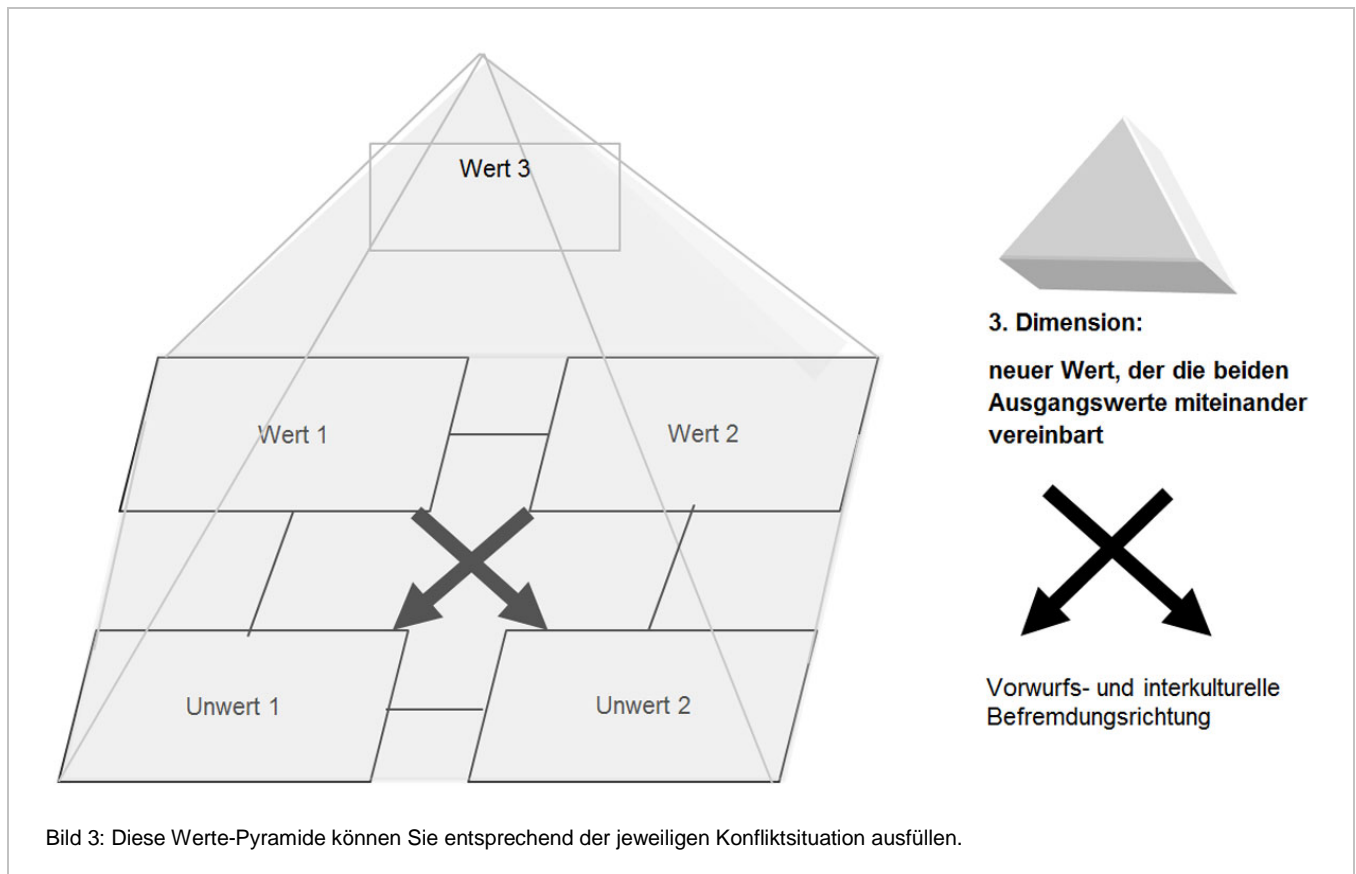 Wert 3
Wert 1
Wert 2
Unwert 1
Unwert 2
3. Dimension:
neuer Wert, der die beiden
Ausgangswerte miteinander
vereinbart
Vorwurfs- und interkulturelle
Befremdungsrichtung
Bild 3: Diese Werte-Pyramide können Sie entsprechend der jeweiligen Konfliktsituation ausfüllen.